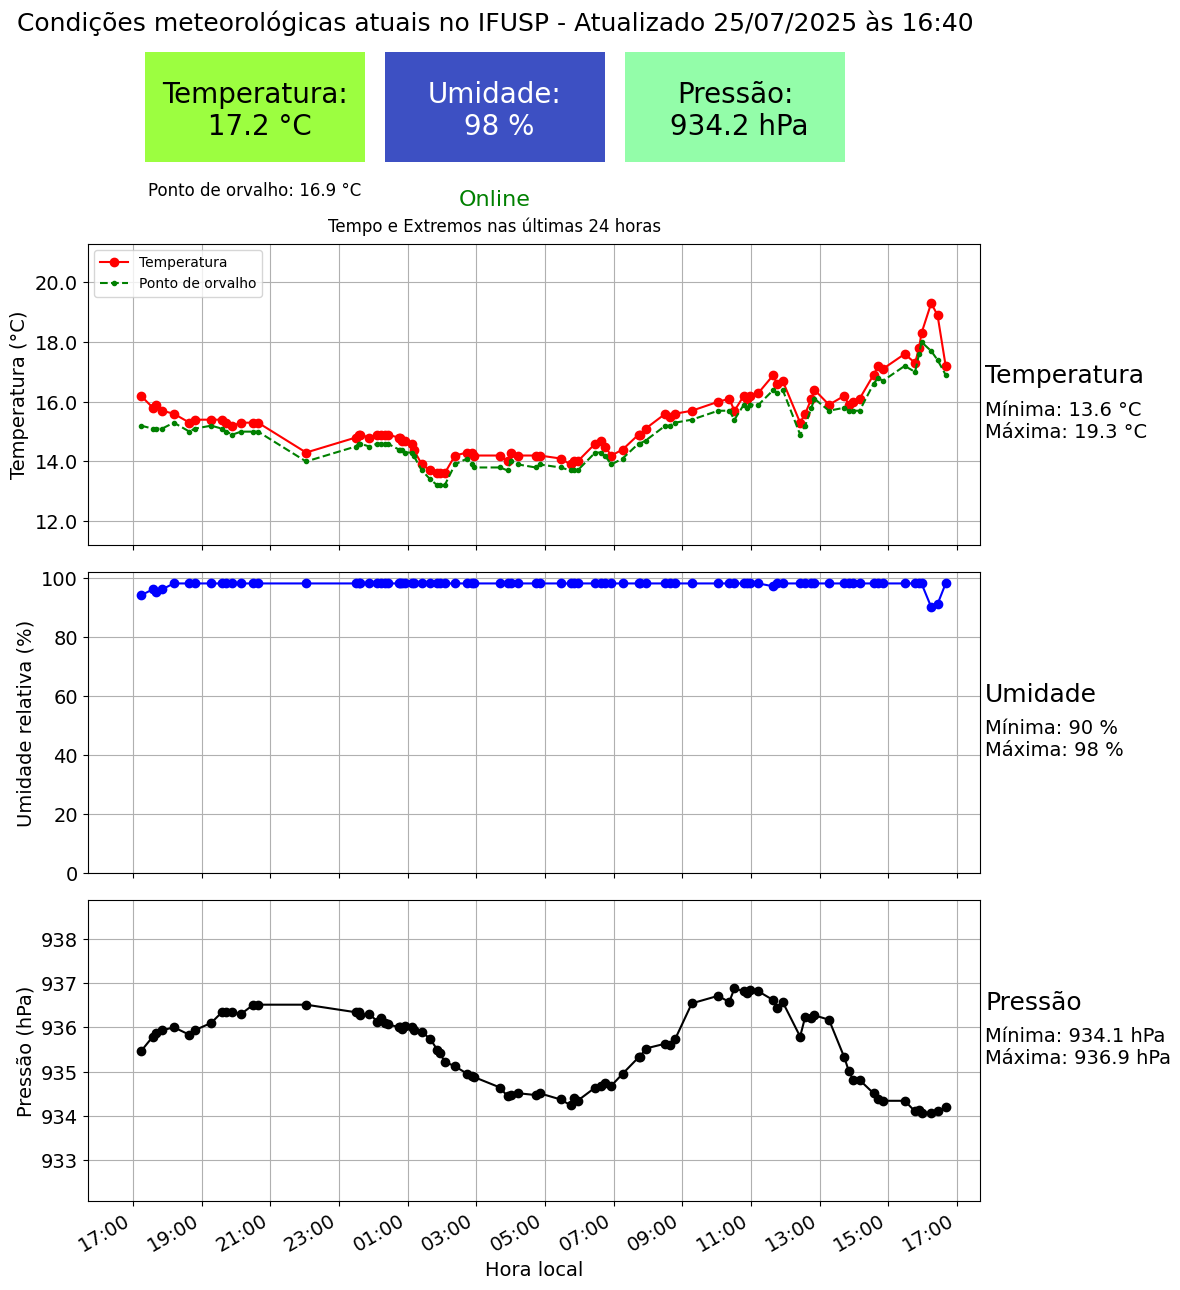 Condições meteorológicas atuais no IFUSP - Atualizado 25/07/2025 às 16:40
Temperatura:
17.2 °C
Umidade:
98 %
Pressão:
934.2 hPa
Ponto de orvalho: 16.9 °C
Online
Tempo e Extremos nas últimas 24 horas
Temperatura
Ponto de orvalho
Temperatura (°C)
20.0
18.0
16.0
14.0
12.0
Temperatura
Mínima: 13.6 °C
Máxima: 19.3 °C
Umidade relativa (%)
100
80
60
40
20
0
Umidade
Mínima: 90 %
Máxima: 98 %
Pressão (hPa)
938
937
936
935
934
933
Pressão
Mínima: 934.1 hPa
Máxima: 936.9 hPa
17:00
19:00
21:00
23:00
01:00
03:00
05:00
07:00
09:00
11:00
13:00
15:00
17:00
Hora local